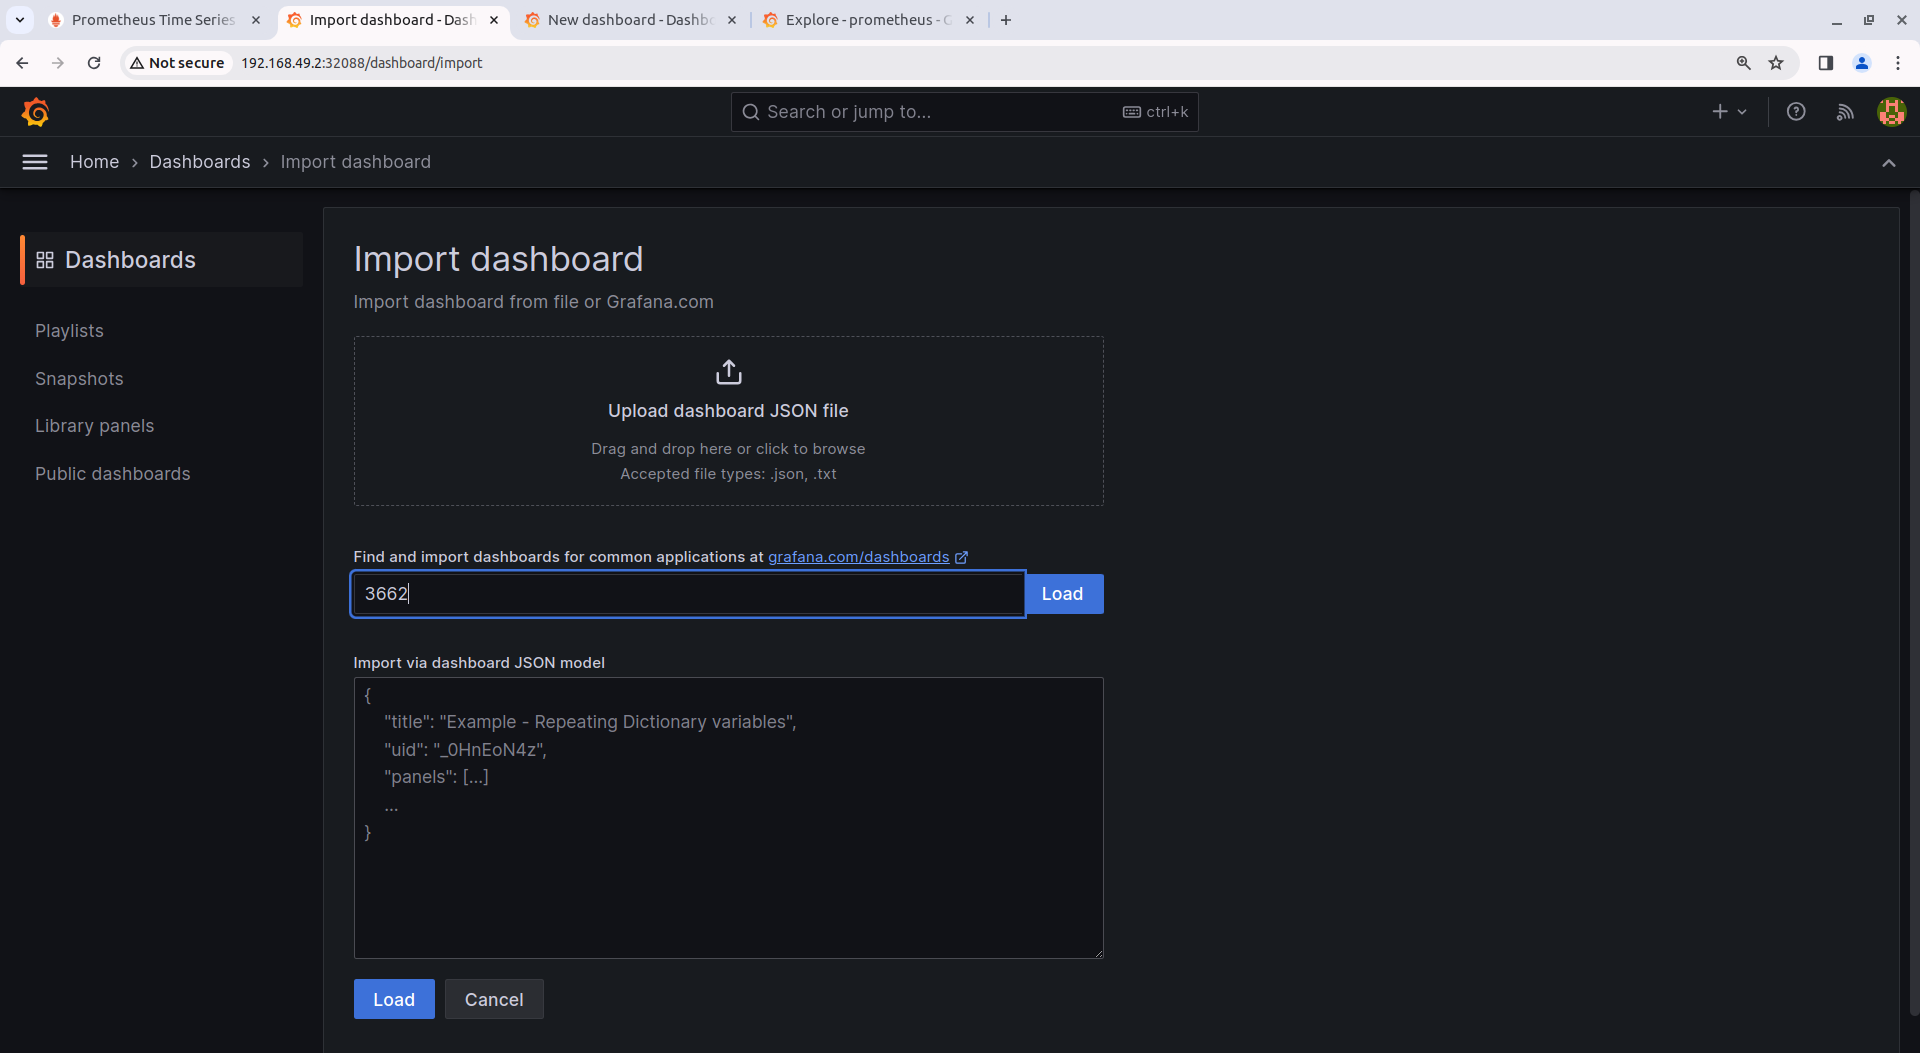 Prometheus Time Series
Import dashboard - Dash
New dashboard - Dashbo
Explore - prometheus - G
Not secure
192.168.49.2:32088/dashboard/import
Search or jump to...
ctrl+k
Home › Dashboards › Import dashboard
Dashboards
Playlists
Snapshots
Library panels
Public dashboards
Import dashboard
Import dashboard from file or Grafana.com
Upload dashboard JSON file
Drag and drop here or click to browse
Accepted file types: .json, .txt
Find and import dashboards for common applications at grafana.com/dashboards
3662
Load
Import via dashboard JSON model
{
"title": "Example - Repeating Dictionary variables",
"uid": "_0HnEoN4z",
"panels": [...]
...
}
Load
Cancel